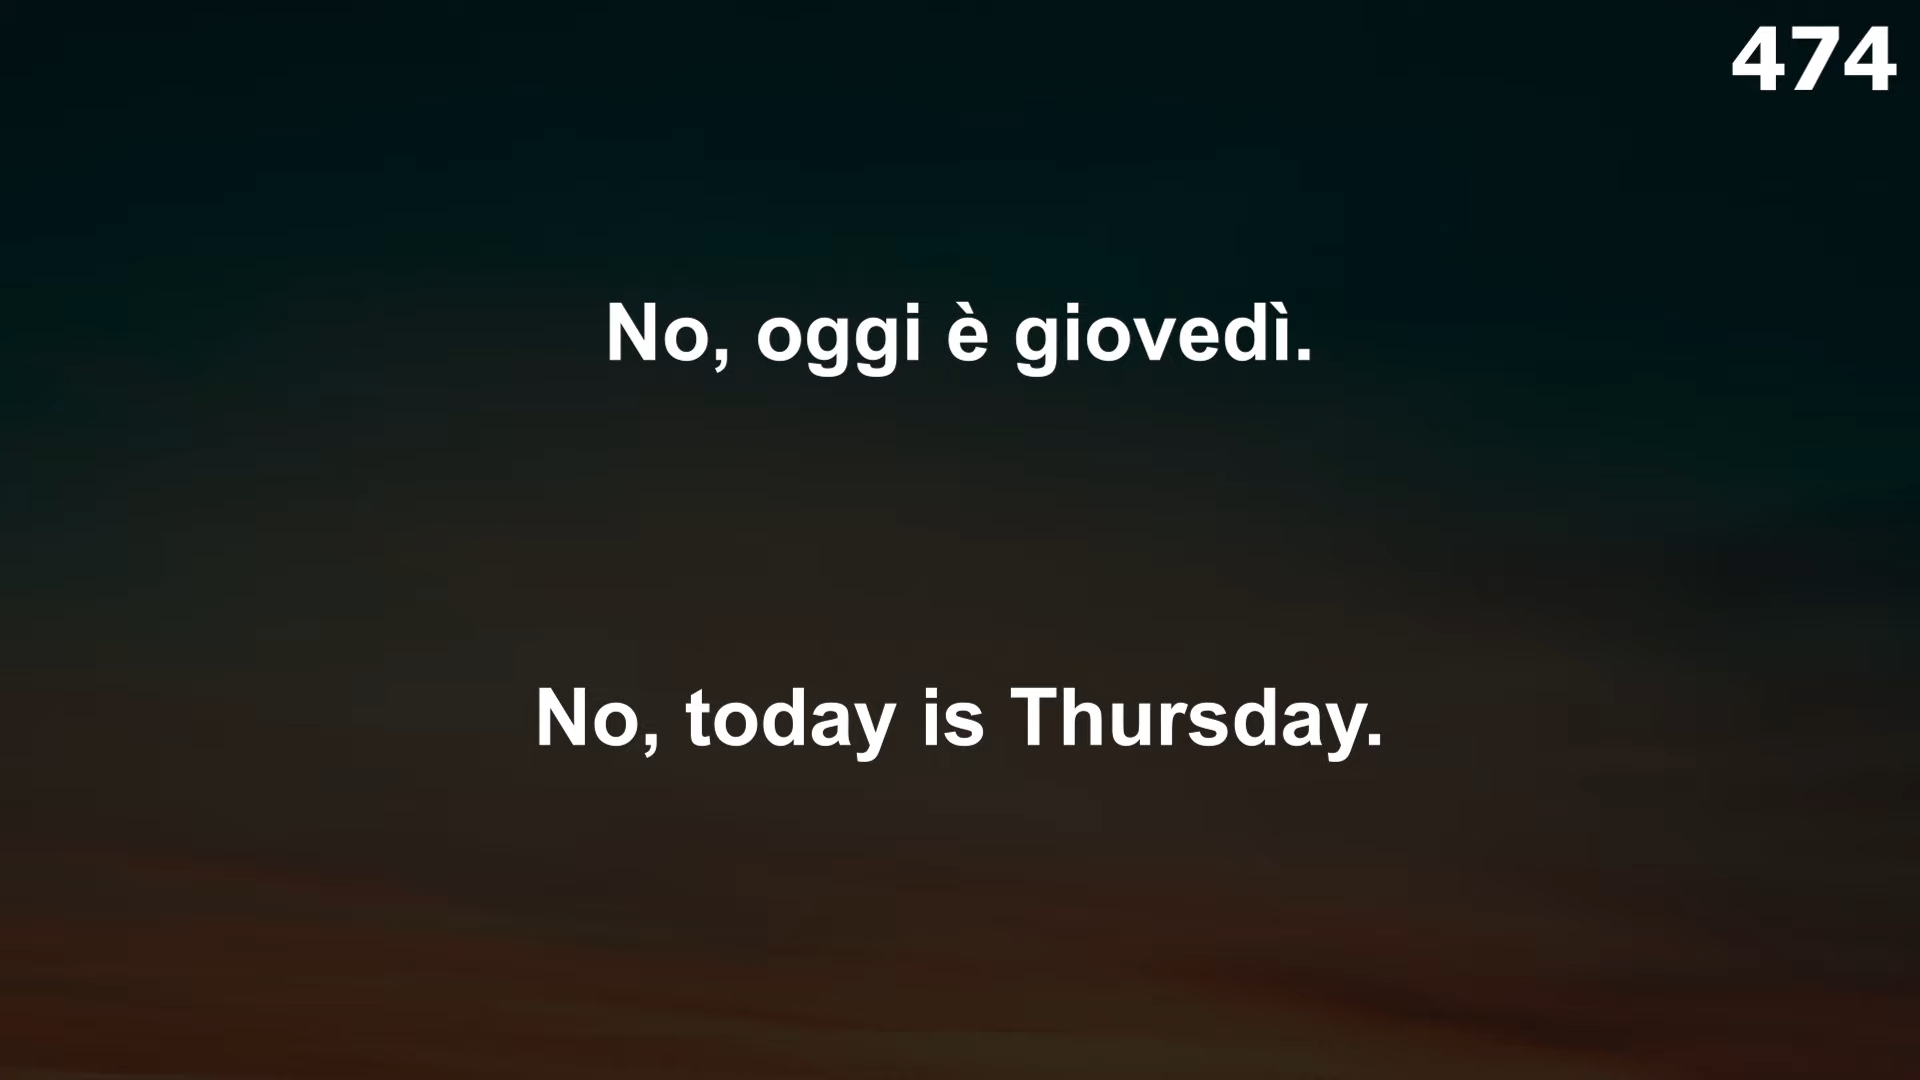 474
No, oggi è giovedì.
No, today is Thursday.